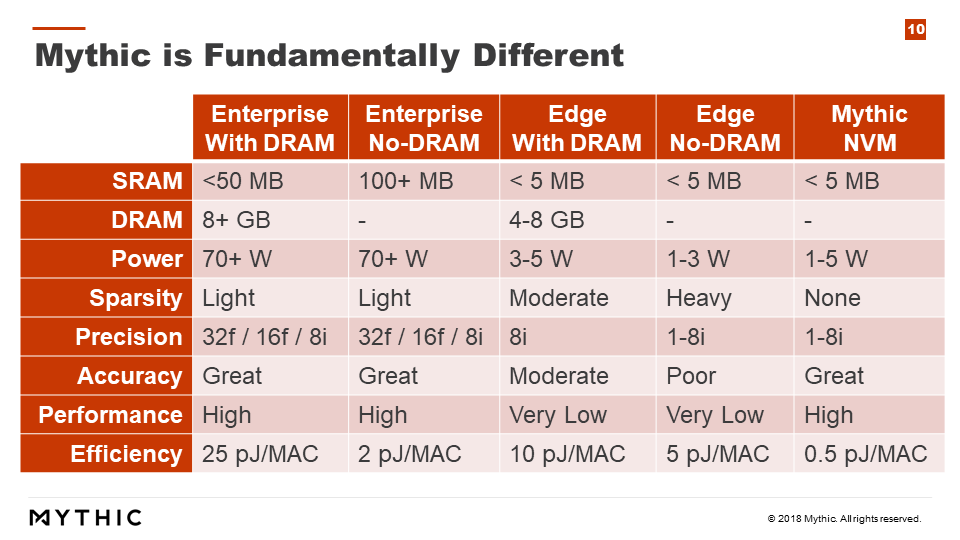 10
Mythic is Fundamentally Different
Enterprise With DRAM Enterprise No-DRAM Edge With DRAM Edge No-DRAM Mythic NVM
SRAM <50 MB 100+ MB < 5 MB < 5 MB < 5 MB
DRAM 8+ GB - 4-8 GB - -
Power 70+ W 70+ W 3-5 W 1-3 W 1-5 W
Sparsity Light Light Moderate Heavy None
Precision 32f / 16f / 8i 32f / 16f / 8i 8i 1-8i 1-8i
Accuracy Great Great Moderate Poor Great
Performance High High Very Low Very Low High
Efficiency 25 pJ/MAC 2 pJ/MAC 10 pJ/MAC 5 pJ/MAC 0.5 pJ/MAC
MYTHIC
© 2018 Mythic. All rights reserved.